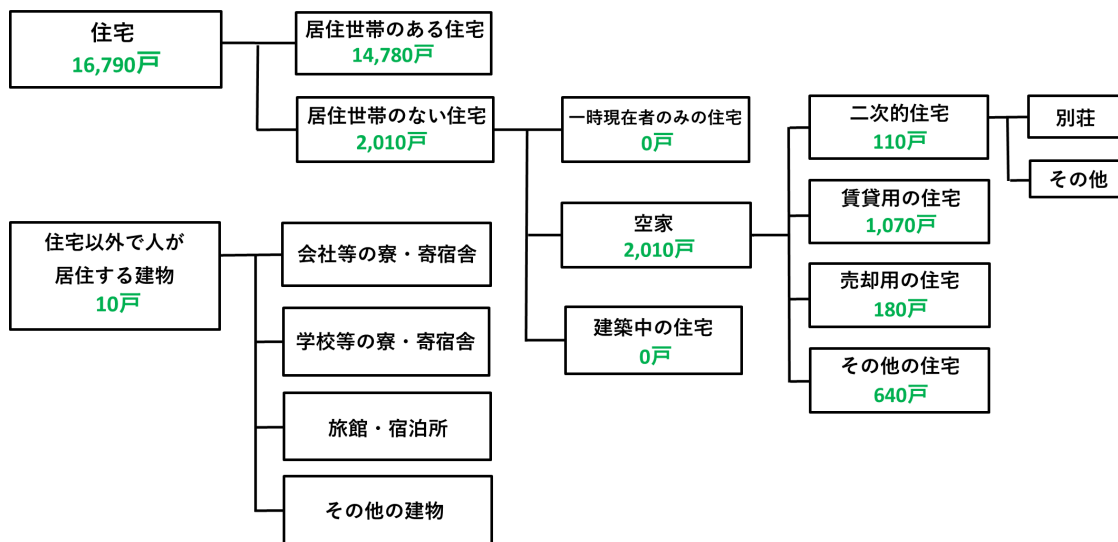 住宅
16,790戸
居住世帯のある住宅
14,780戸
居住世帯のない住宅
2,010戸
一時現在者のみの住宅
0戸
空家
2,010戸
建築中の住宅
0戸
二次的住宅
110戸
別荘
その他
賃貸用の住宅
1,070戸
売却用の住宅
180戸
その他の住宅
640戸
住宅以外で人が
居住する建物
10戸
会社等の寮・寄宿舎
学校等の寮・寄宿舎
旅館・宿泊所
その他の建物